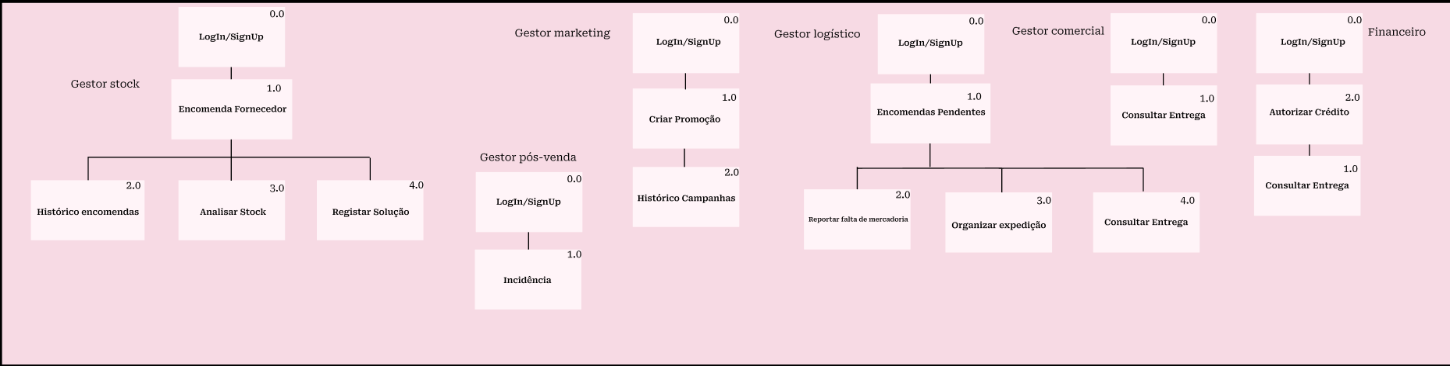 Gestor stock
0.0
LogIn/SignUp
1.0
Encomenda Fornecedor
2.0
Histórico encomendas
3.0
Analisar Stock
4.0
Registar Solução
Gestor pós-venda
0.0
LogIn/SignUp
1.0
Incidência
Gestor marketing
0.0
LogIn/SignUp
1.0
Criar Promoção
2.0
Histórico Campanhas
Gestor logístico
0.0
LogIn/SignUp
1.0
Encomendas Pendentes
2.0
Reportar falta de mercadoria
3.0
Organizar expedição
4.0
Consultar Entrega
Gestor comercial
0.0
LogIn/SignUp
1.0
Consultar Entrega
Financeiro
0.0
LogIn/SignUp
2.0
Autorizar Crédito
1.0
Consultar Entrega